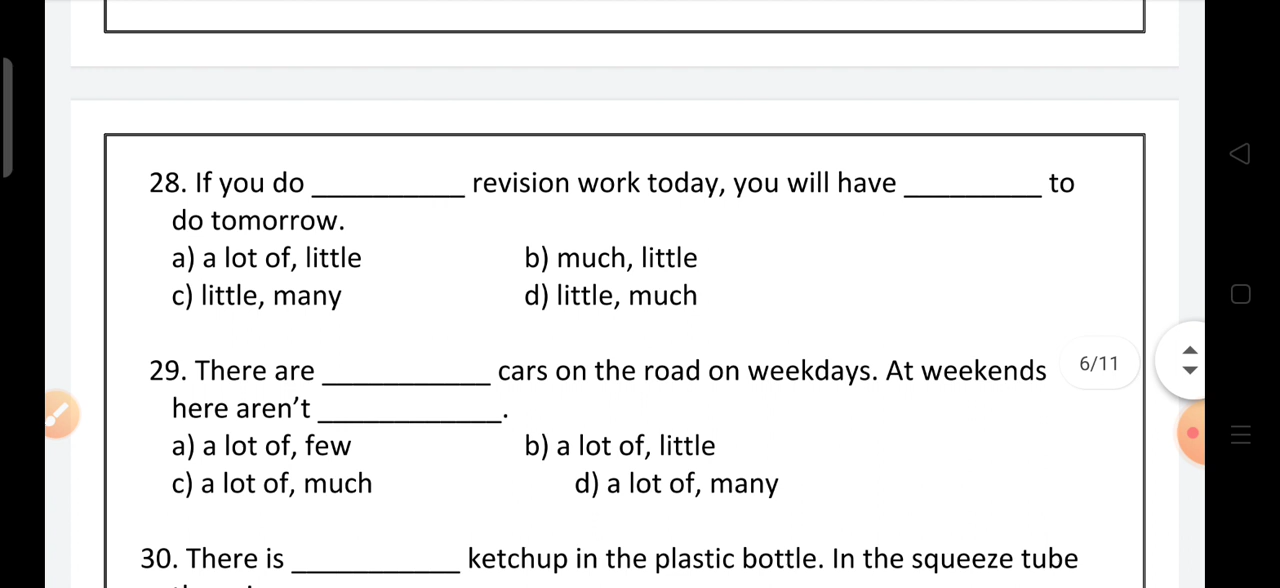 28. If you do __________ revision work today, you will have _________ to
do tomorrow.
a) a lot of, little b) much, little
c) little, many d) little, much
29. There are ___________ cars on the road on weekdays. At weekends
6/11
here aren’t ____________.
a) a lot of, few b) a lot of, little
c) a lot of, much d) a lot of, many
30. There is ___________ ketchup in the plastic bottle. In the squeeze tube